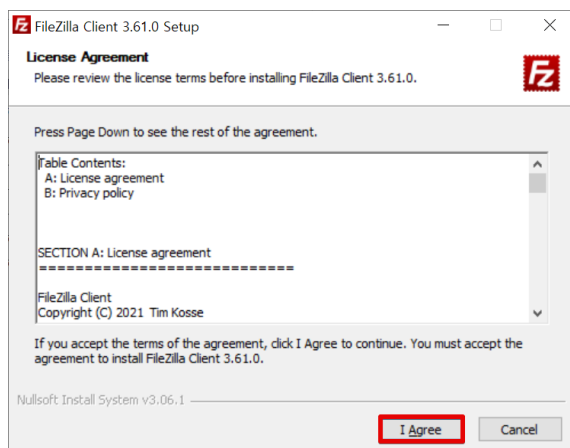 FileZilla Client 3.61.0 Setup
License Agreement
Please review the license terms before installing FileZilla Client 3.61.0.
Fz
Press Page Down to see the rest of the agreement.
Table Contents:
A: License agreement
B: Privacy policy
SECTION A: License agreement
=============================
FileZilla Client
Copyright (C) 2021 Tim Kosse
If you accept the terms of the agreement, click I Agree to continue. You must accept the
agreement to install FileZilla Client 3.61.0.
Nullsoft Install System v3.06.1
I Agree
Cancel